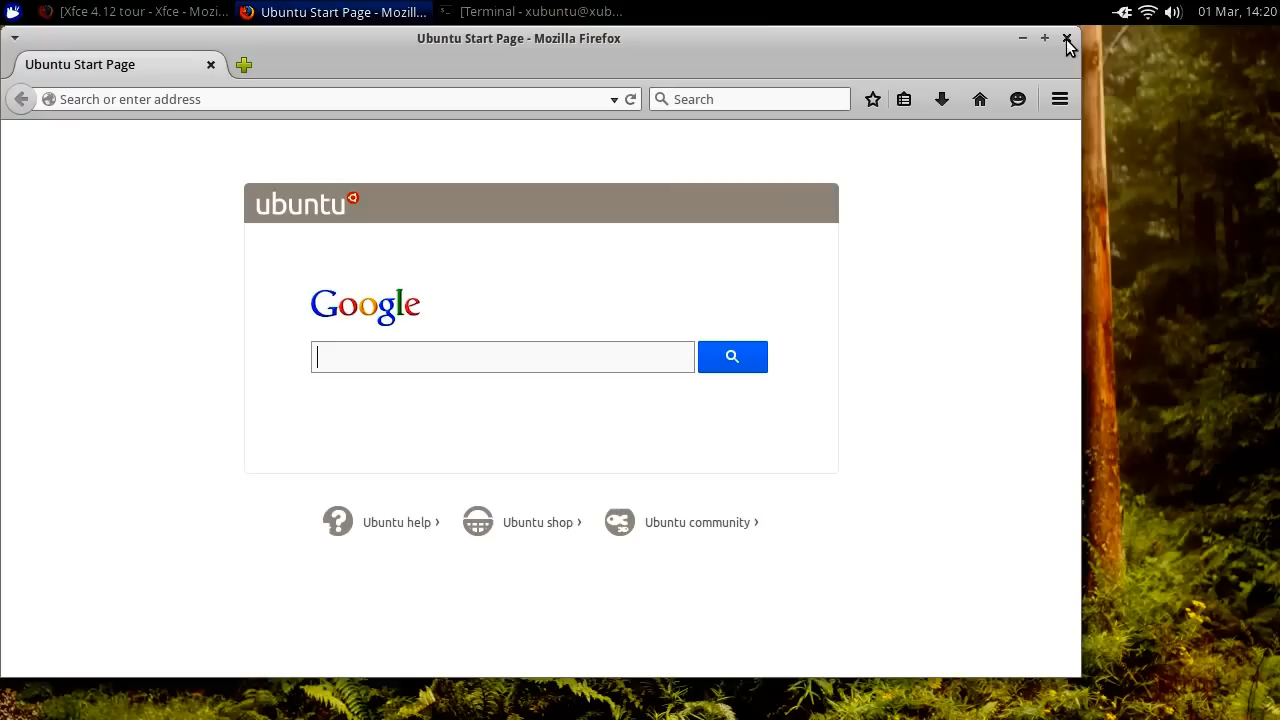 [Xfce 4.12 tour - Xfce - Mozi... Ubuntu Start Page - Mozill... [Terminal - xubuntu@xub... 01 Mar, 14:20
Ubuntu Start Page - Mozilla Firefox
Ubuntu Start Page
Search or enter address Search
ubuntu
Google
Ubuntu help › Ubuntu shop › Ubuntu community ›